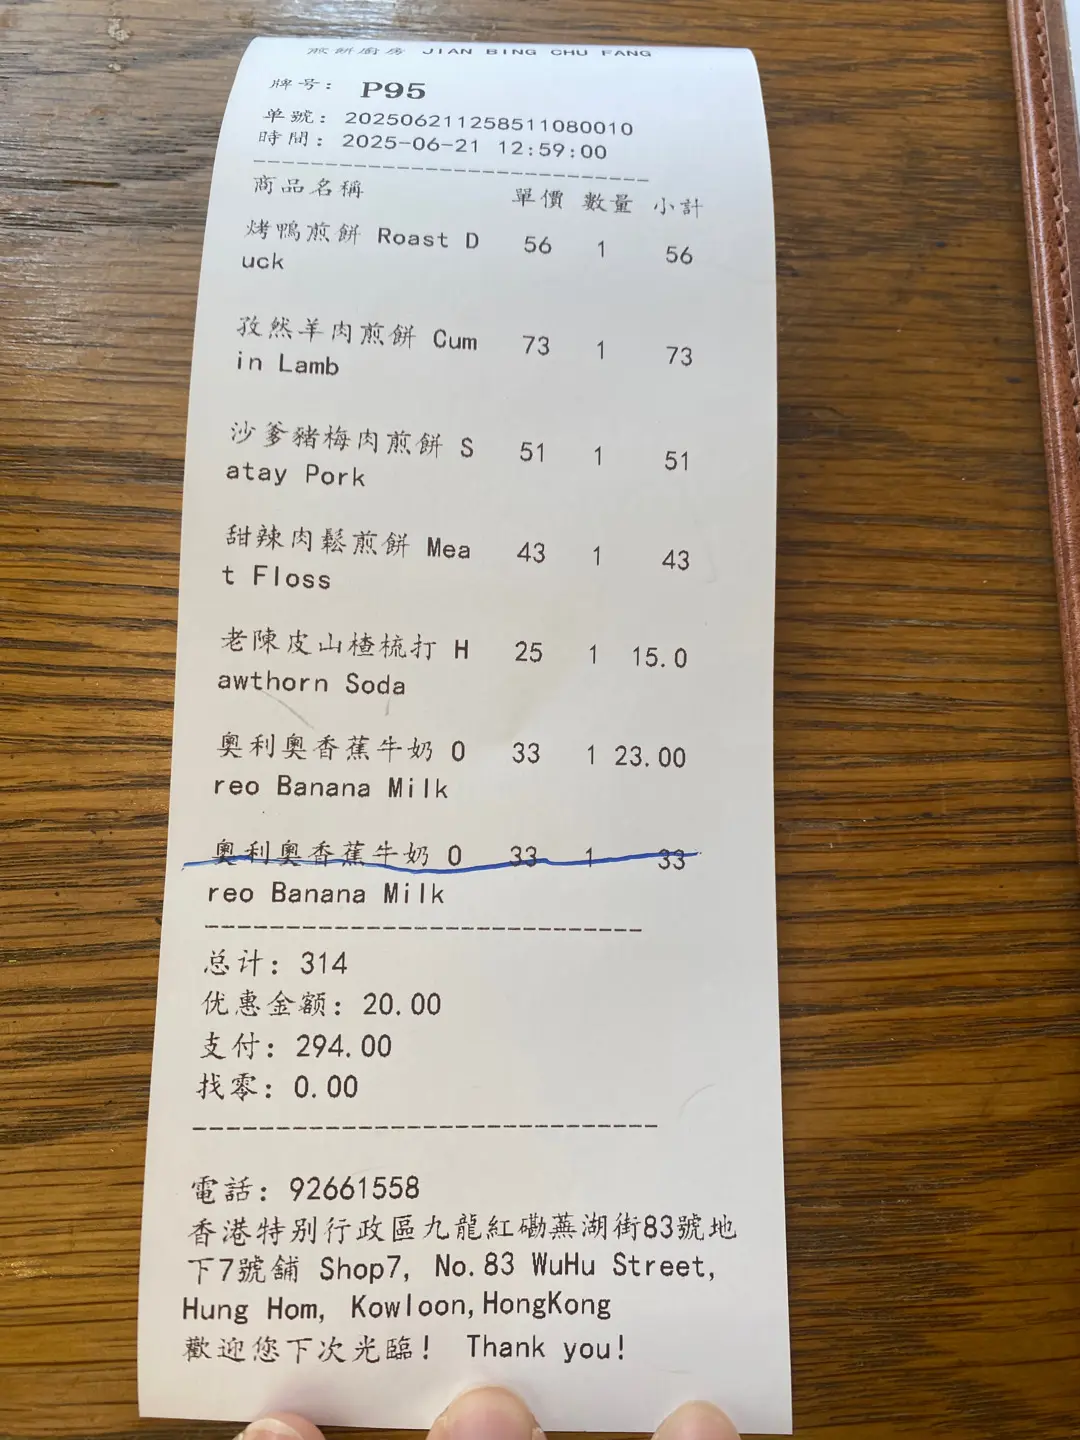 煎餅廚房 JIAN BING CHU FANG
牌号: P95
单號: 202506211258511080010
時間: 2025-06-21 12:59:00
商品名稱 單價 數量 小計
烤鴨煎餅 Roast D 56 1 56
uck
孜然羊肉煎餅 Cum 73 1 73
in Lamb
沙爹豬梅肉煎餅 S 51 1 51
atay Pork
甜辣肉鬆煎餅 Mea 43 1 43
t Floss
老陳皮山楂梳打 H 25 1 15.0
awthorn Soda
奧利奧香蕉牛奶 O 33 1 23.00
reo Banana Milk
奧利奧香蕉牛奶 O 33 1 33
reo Banana Milk
总计: 314
优惠金额: 20.00
支付: 294.00
找零: 0.00
電話: 92661558
香港特別行政區九龍紅磡蕪湖街83號地
下7號舖 Shop7, No.83 WuHu Street,
Hung Hom, Kowloon,HongKong
歡迎您下次光臨! Thank you!